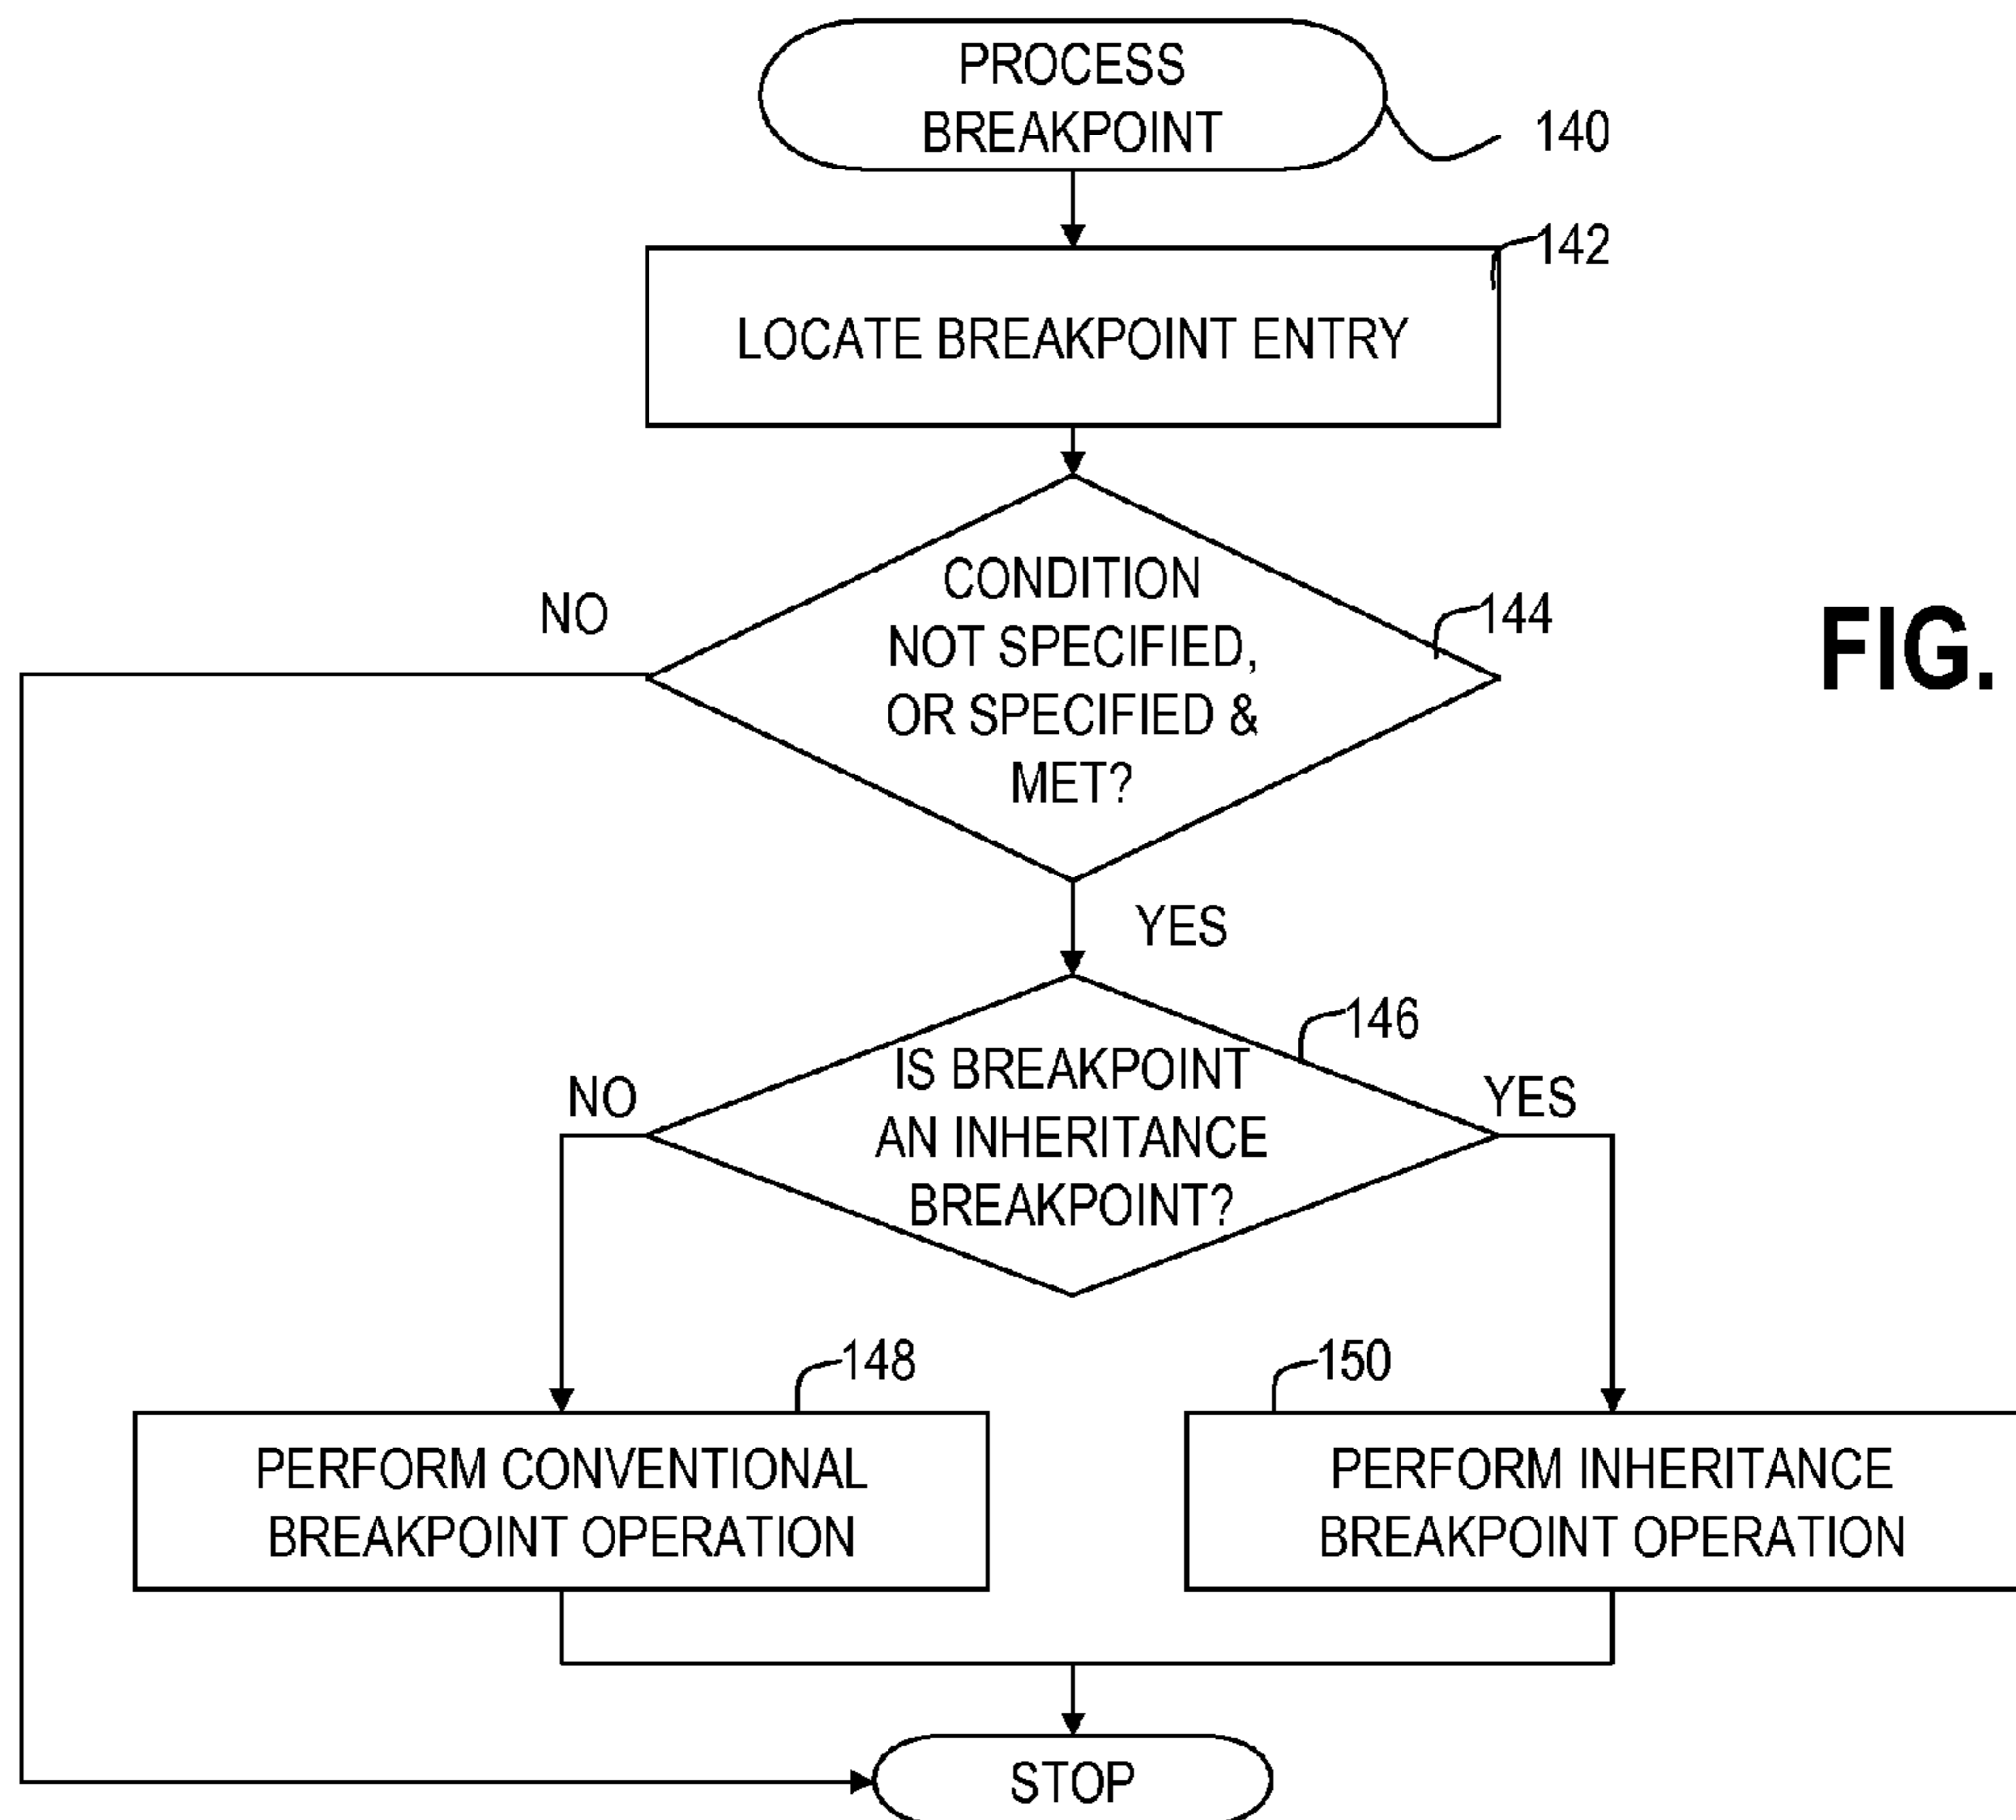 PROCESS
BREAKPOINT
140
142
LOCATE BREAKPOINT ENTRY
CONDITION
NOT SPECIFIED,
OR SPECIFIED &
MET?
NO
144
FIG.
YES
146
IS BREAKPOINT
AN INHERITANCE
BREAKPOINT?
NO
YES
148
150
PERFORM CONVENTIONAL
BREAKPOINT OPERATION
PERFORM INHERITANCE
BREAKPOINT OPERATION
STOP